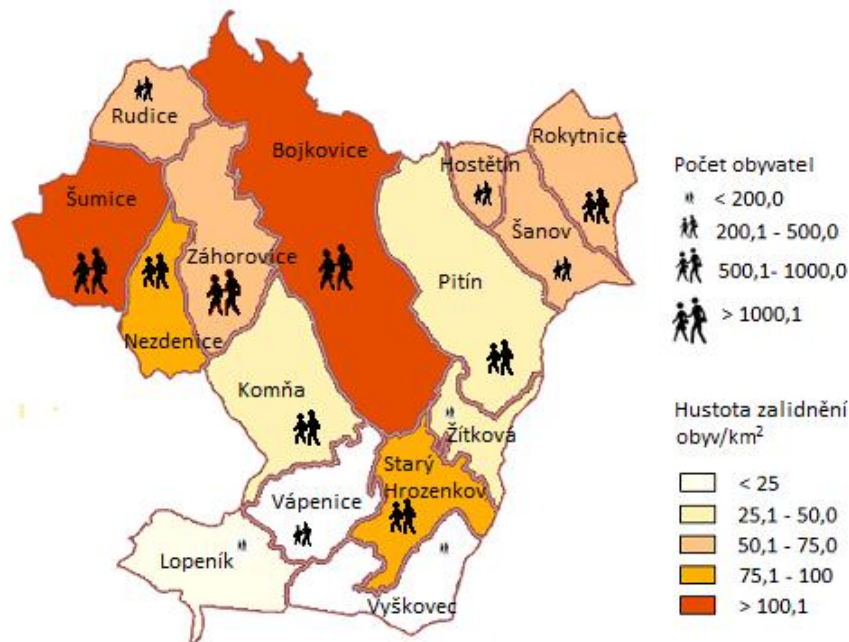 Rudice
Bojkovice
Rokytnice
Hostětín
Šumice
Šanov
Záhorovice
Pitín
Nezdenice
Komňa
Žítková
Starý
Hrozenkov
Vápenice
Lopeník
Vyškovec
Počet obyvatel
< 200,0
200,1 - 500,0
500,1- 1000,0
> 1000,1
Hustota zalidnění
obyv/km²
< 25
25,1 - 50,0
50,1 - 75,0
75,1 - 100
> 100,1